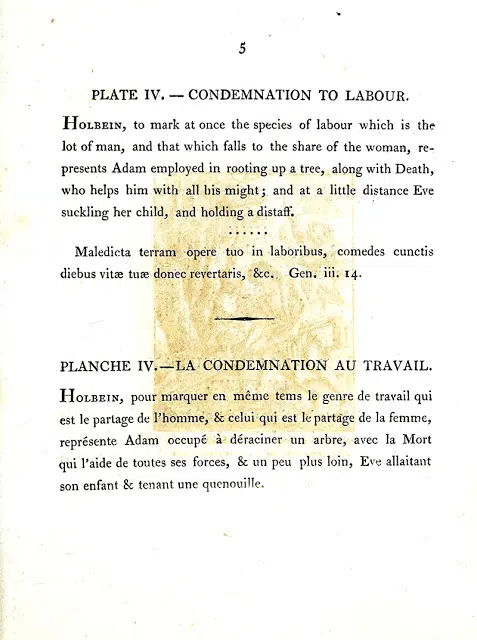 5
PLATE IV. — CONDEMNATION TO LABOUR.
HOLBEIN, to mark at once the species of labour which is the
lot of man, and that which falls to the share of the woman, re-
presents Adam employed in rooting up a tree, along with Death,
who helps him with all his might; and at a little distance Eve
suckling her child, and holding a distaff.
......
Maledicta terram opere tuo in laboribus, comedes cunctis
diebus vitæ tuæ donec revertaris, &c. Gen. iii. 14.
PLANCHE IV.—LA CONDEMNATION AU TRAVAIL.
HOLBEIN, pour marquer en même tems le genre de travail qui
est le partage de l'homme, & celui qui est le partage de la femme,
représente Adam occupé à déraciner un arbre, avec la Mort
qui l'aide de toutes ses forces, & un peu plus loin, Eve allaitant
son enfant & tenant une quenouille.